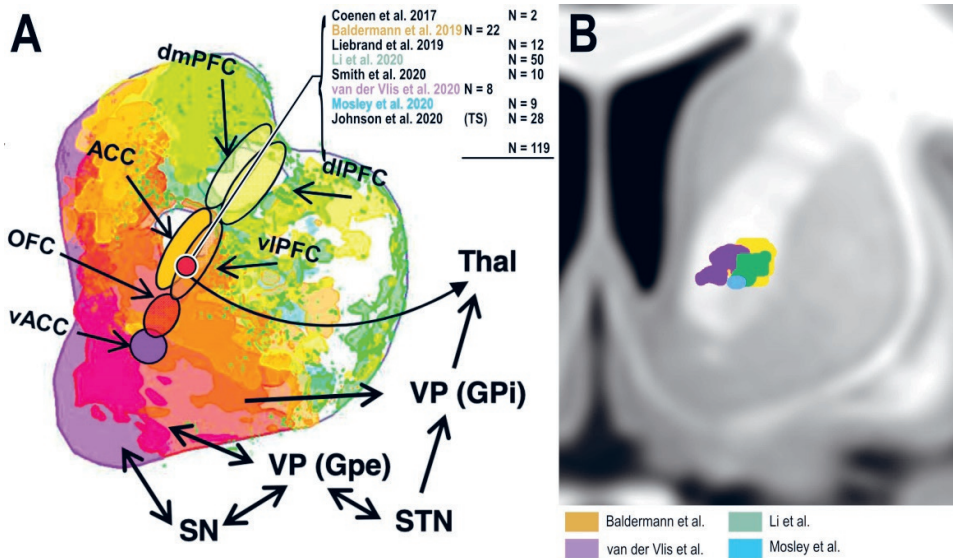 A
Coenen et al. 2017 N = 2
Baldermann et al. 2019 N = 22
Liebrand et al. 2019 N = 12
Li et al. 2020 N = 50
Smith et al. 2020 N = 10
van der Vlis et al. 2020 N = 8
Mosley et al. 2020 N = 9
Johnson et al. 2020 (TS) N = 28
N = 119
dmPFC
ACC
dlPFC
OFC
vlPFC
Thal
vACC
VP (GPi)
VP (Gpe)
SN
STN
B
Baldermann et al.
Li et al.
van der Vlis et al.
Mosley et al.